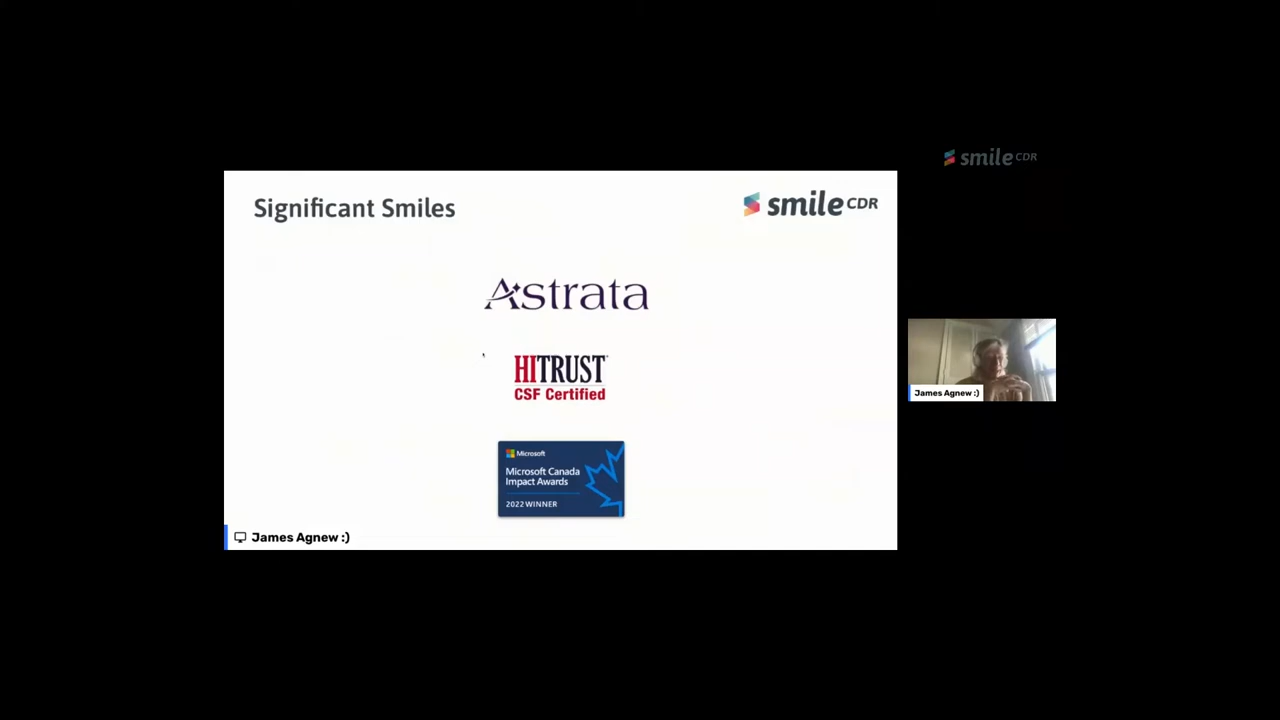 smile CDR
Significant Smiles
smile CDR
Astrata
HITRUST
CSF Certified
Microsoft
Microsoft Canada
Impact Awards
2022 WINNER
James Agnew :)
James Agnew :)